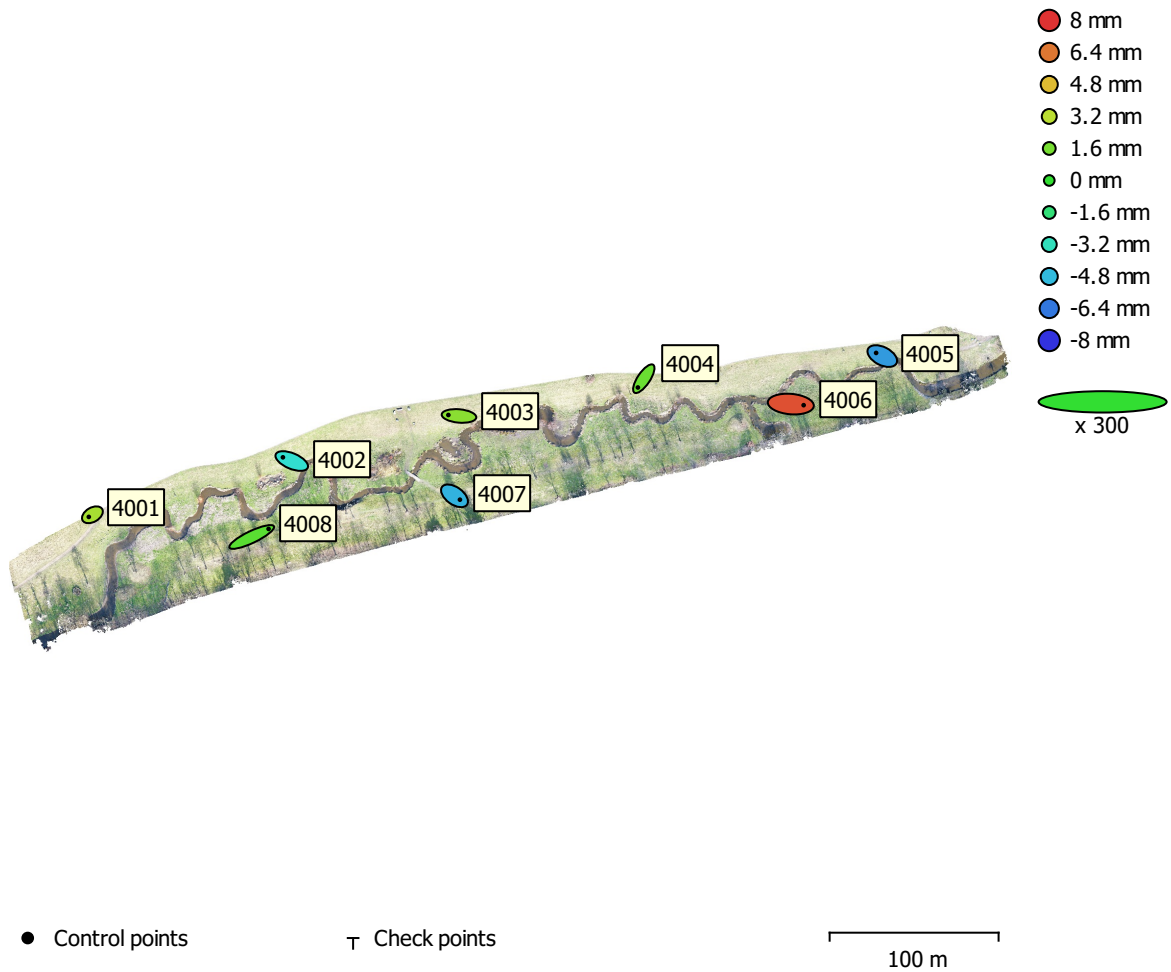 8 mm
6.4 mm
4.8 mm
3.2 mm
1.6 mm
0 mm
-1.6 mm
-3.2 mm
-4.8 mm
-6.4 mm
-8 mm
x 300
4004
4005
4006
4003
4002
4007
4001
4008
Control points
Check points
100 m